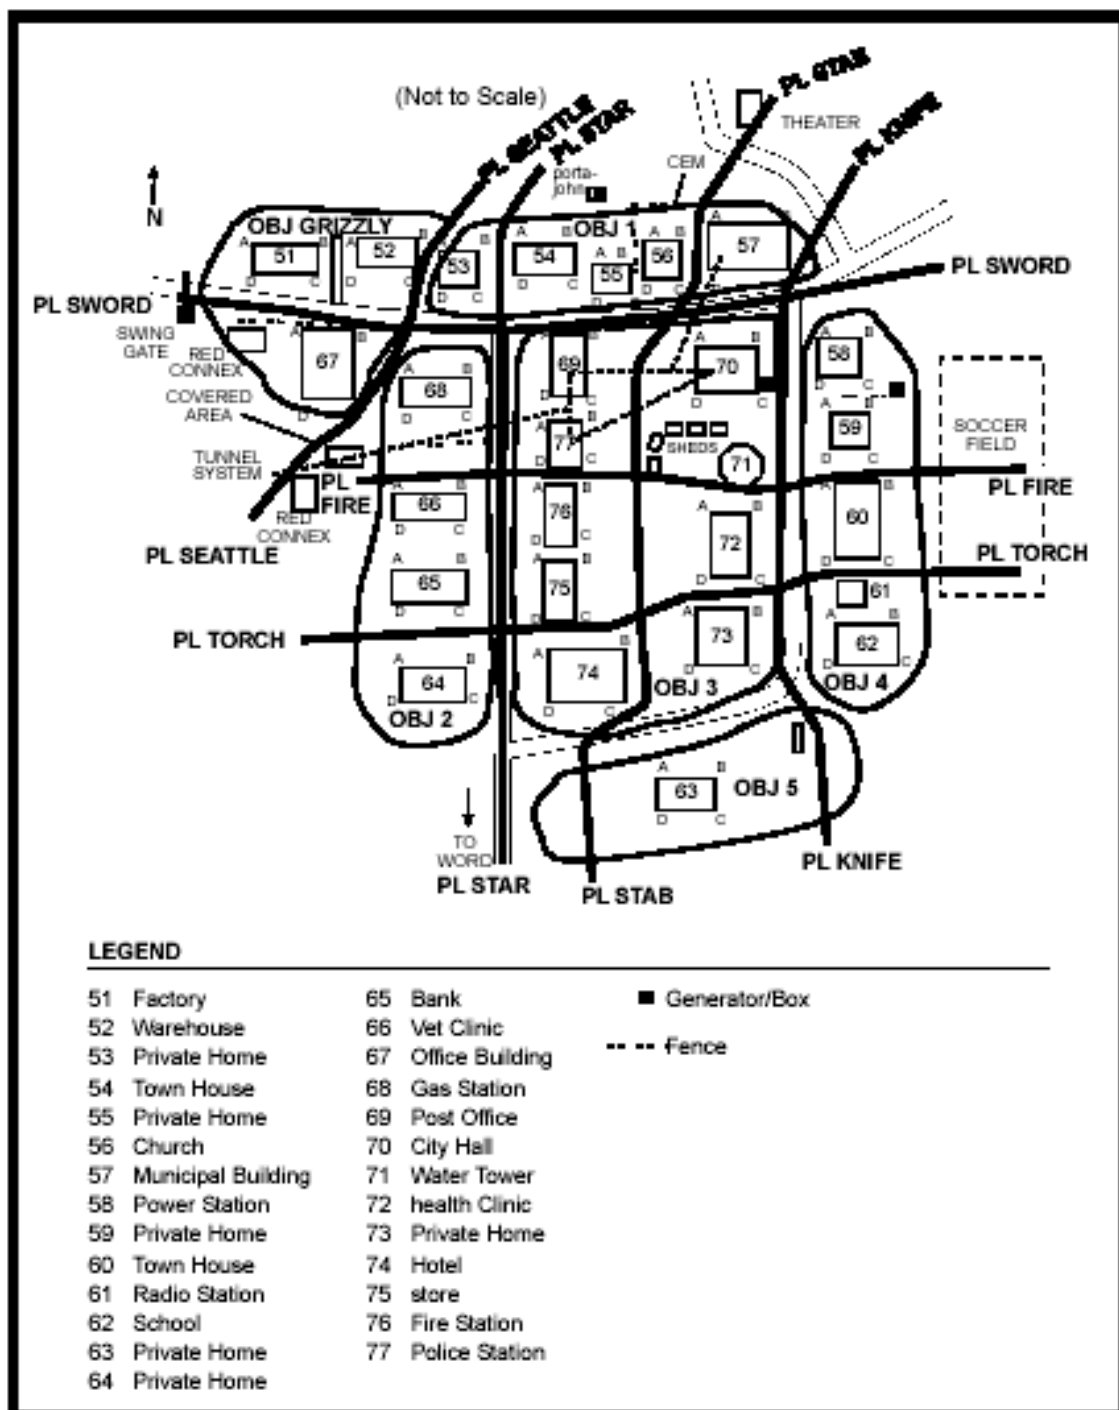 (Not to Scale)
PL SEATTLE
PL STAR
PL STAB
PL KNIFE
THEATER
CEM
porta-
john
N
OBJ GRIZZLY
OBJ 1
A B
51
D C
A B
52
D C
A B
53
D C
A B
54
D C
A B
55
D C
A B
56
D C
A
57
D C
PL SWORD
PL SWORD
SWING
GATE
RED
CONNEX
A B
67
D
COVERED
AREA
TUNNEL
SYSTEM
A B
68
D C
A B
69
D C
A B
70
D C
A B
58
D C
A B
59
D C
SOCCER
FIELD
A B
77
D C
SHEDS
71
PL
FIRE
PL FIRE
RED
CONNEX
PL SEATTLE
A B
66
D C
A B
76
D C
A B
72
D C
A B
60
D C
PL TORCH
A B
65
D C
A B
75
D C
61
PL TORCH
A B
64
D C
OBJ 2
A B
74
D C
A B
73
D C
OBJ 3
A B
62
D C
OBJ 4
A B
63
D C
OBJ 5
TO
WORD
PL STAR
PL STAB
PL KNIFE
LEGEND
51 Factory
52 Warehouse
53 Private Home
54 Town House
55 Private Home
56 Church
57 Municipal Building
58 Power Station
59 Private Home
60 Town House
61 Radio Station
62 School
63 Private Home
64 Private Home
65 Bank
66 Vet Clinic
67 Office Building
68 Gas Station
69 Post Office
70 City Hall
71 Water Tower
72 health Clinic
73 Private Home
74 Hotel
75 store
76 Fire Station
77 Police Station
Generator/Box
Fence